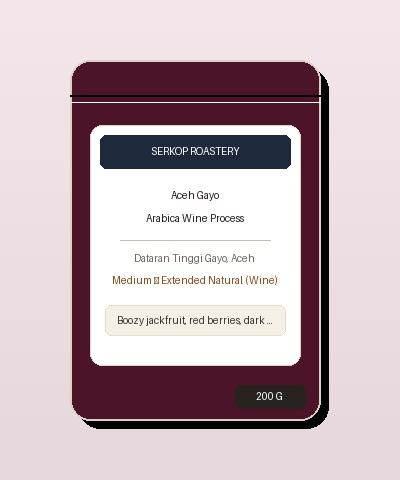 SERKOP ROASTERY
Aceh Gayo
Arabica Wine Process
Dataran Tinggi Gayo, Aceh
Medium Extended Natural (Wine)
Boozy jackfruit, red berries, dark ...
200 G